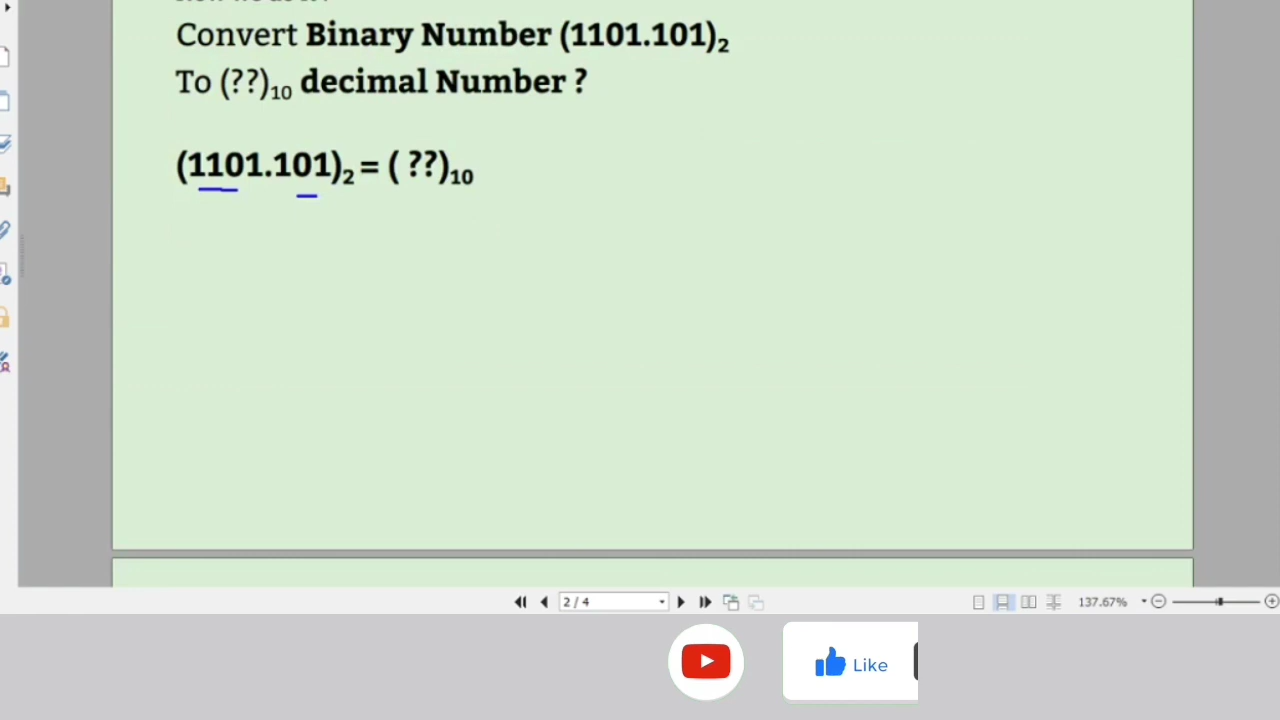 Convert Binary Number (1101.101)₂
To (??)₁₀ decimal Number ?
(1101.101)₂ = ( ??)₁₀
2 / 4
137.67%
Like